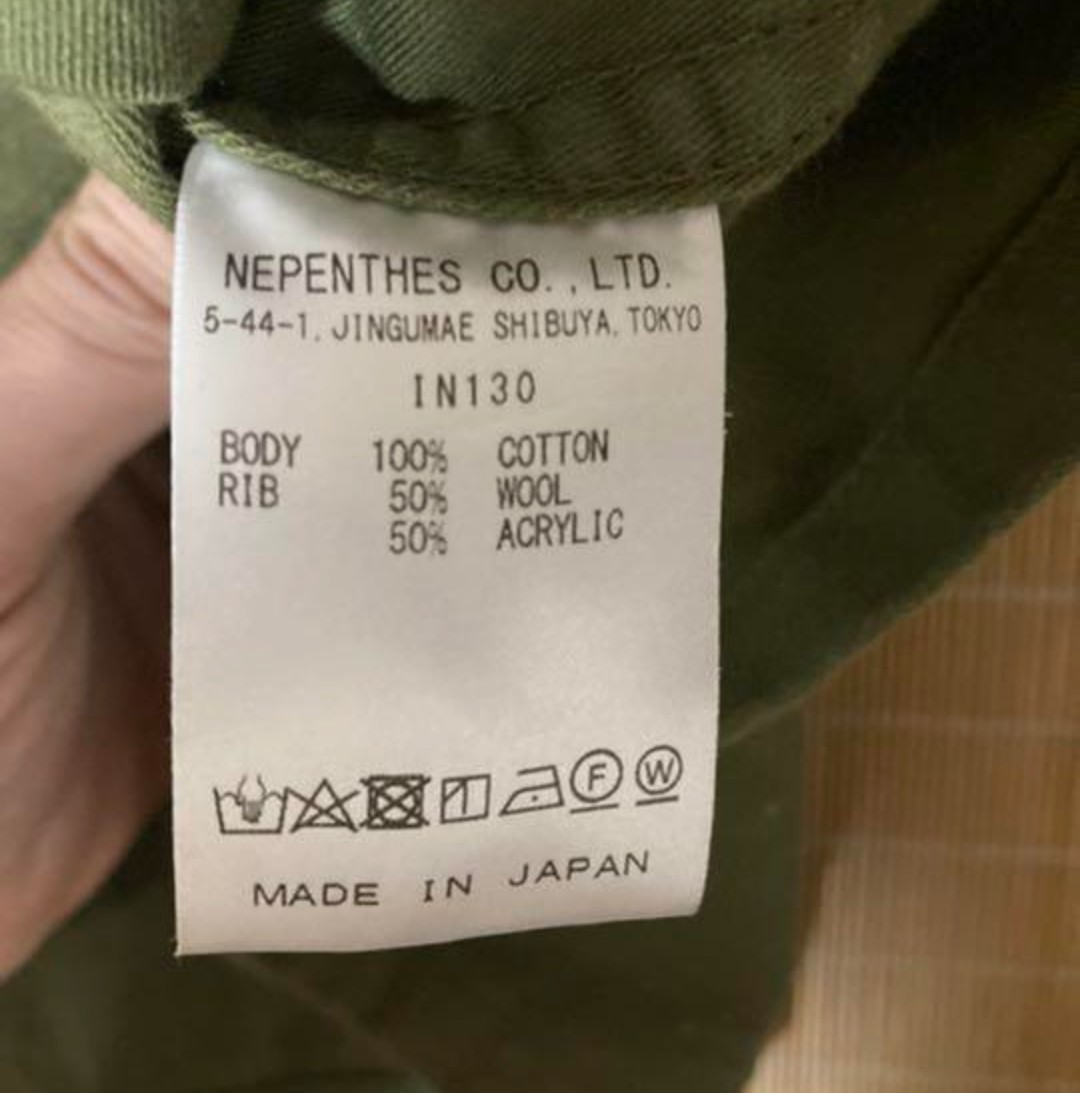 NEPENTHES CO.,LTD.
5-44-1, JINGUMAE SHIBUYA, TOKYO
IN130
BODY 100% COTTON
RIB 50% WOOL
50% ACRYLIC
F W
MADE IN JAPAN